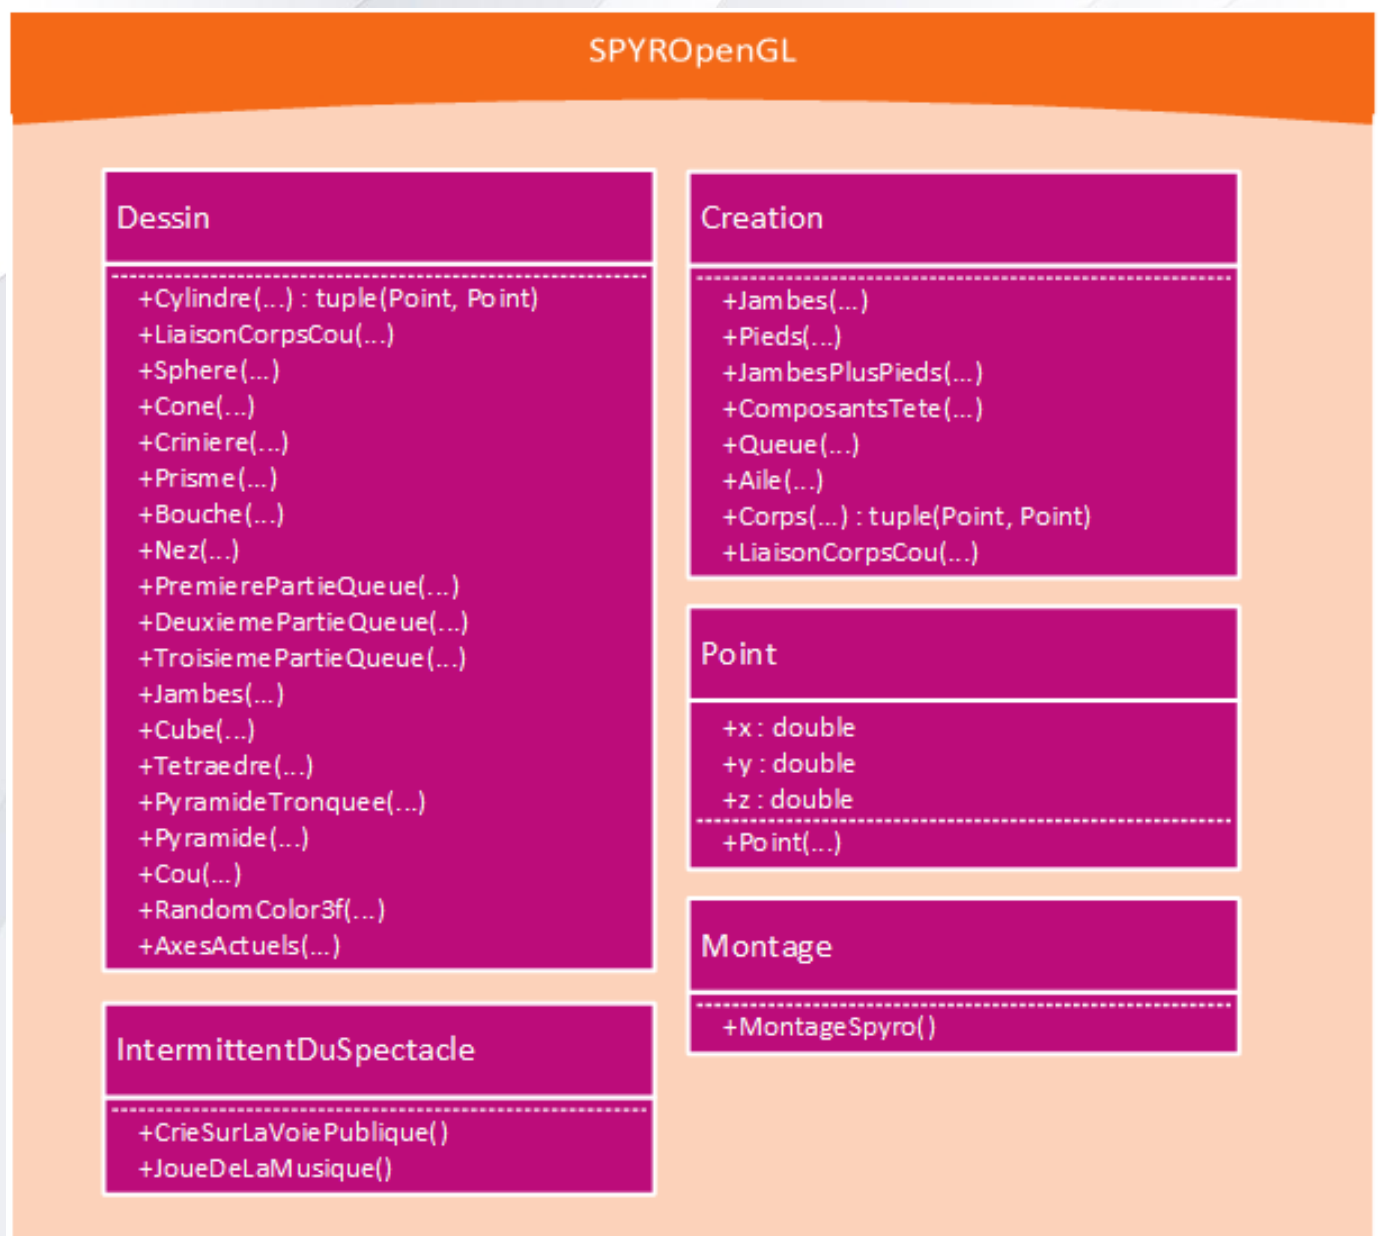 SPYROpenGL
Dessin
+Cylindre(...) : tuple(Point, Point)
+LiaisonCorpsCou(...)
+Sphere(...)
+Cone(...)
+Criniere(...)
+Prisme(...)
+Bouche(...)
+Nez(...)
+PremierePartieQueue(...)
+DeuxiemePartieQueue(...)
+TroisiemePartieQueue(...)
+Jambes(...)
+Cube(...)
+Tetraedre(...)
+PyramideTronquee(...)
+Pyramide(...)
+Cou(...)
+RandomColor3f(...)
+AxesActuels(...)
IntermittentDuSpectacle
+CrieSurLaVoiePublique()
+JoueDeLaMusique()
Creation
+Jambes(...)
+Pieds(...)
+JambesPlusPieds(...)
+ComposantsTete(...)
+Queue(...)
+Aile(...)
+Corps(...) : tuple(Point, Point)
+LiaisonCorpsCou(...)
Point
+x : double
+y : double
+z : double
+Point(...)
Montage
+MontageSpyro()